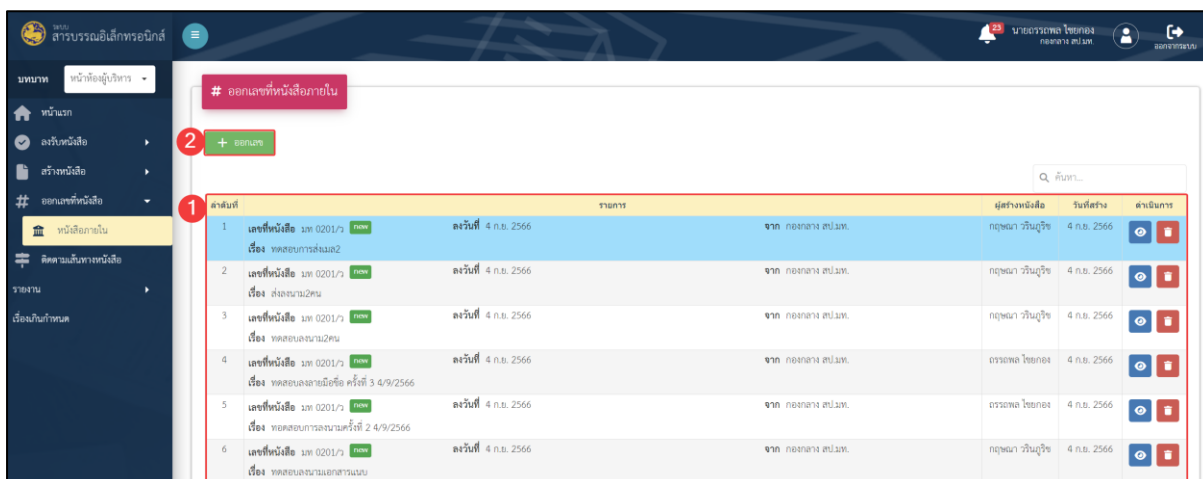 ระบบ
สารบรรณอิเล็กทรอนิกส์
23
นายถรรถพล ไชยกอง
กองกลาง สป.มท.
ออกจากระบบ
บทบาท หน้าห้องผู้บริหาร
หน้าแรก
ลงรับหนังสือ
สร้างหนังสือ
# ออกเลขที่หนังสือ
หนังสือภายใน
ติดตามเส้นทางหนังสือ
รายงาน
เรื่องเกินกำหนด
# ออกเลขที่หนังสือภายใน
2
+ ออกเลข
ค้นหา...
1
ลำดับที่ รายการ ผู้สร้างหนังสือ วันที่สร้าง ดำเนินการ
1 เลขที่หนังสือ มท 0201/ว new ลงวันที่ 4 ก.ย. 2566 จาก กองกลาง สป.มท. กฤษณา วรินภูริช 4 ก.ย. 2566
เรื่อง ทดสอบการส่งเมล2
2 เลขที่หนังสือ มท 0201/ว new ลงวันที่ 4 ก.ย. 2566 จาก กองกลาง สป.มท. กฤษณา วรินภูริช 4 ก.ย. 2566
เรื่อง ส่งลงนาม2คน
3 เลขที่หนังสือ มท 0201/ว new ลงวันที่ 4 ก.ย. 2566 จาก กองกลาง สป.มท. กฤษณา วรินภูริช 4 ก.ย. 2566
เรื่อง ทดสอบลงนาม2คน
4 เลขที่หนังสือ มท 0201/ว new ลงวันที่ 4 ก.ย. 2566 จาก กองกลาง สป.มท. ถรรถพล ไชยกอง 4 ก.ย. 2566
เรื่อง ทดสอบลงลายมือชื่อ ครั้งที่ 3 4/9/2566
5 เลขที่หนังสือ มท 0201/ว new ลงวันที่ 4 ก.ย. 2566 จาก กองกลาง สป.มท. ถรรถพล ไชยกอง 4 ก.ย. 2566
เรื่อง ทอดสอบการลงนามครั้งที่ 2 4/9/2566
6 เลขที่หนังสือ มท 0201/ว new ลงวันที่ 4 ก.ย. 2566 จาก กองกลาง สป.มท. กฤษณา วรินภูริช 4 ก.ย. 2566
เรื่อง ทดสอบลงนามเอกสารแนบ